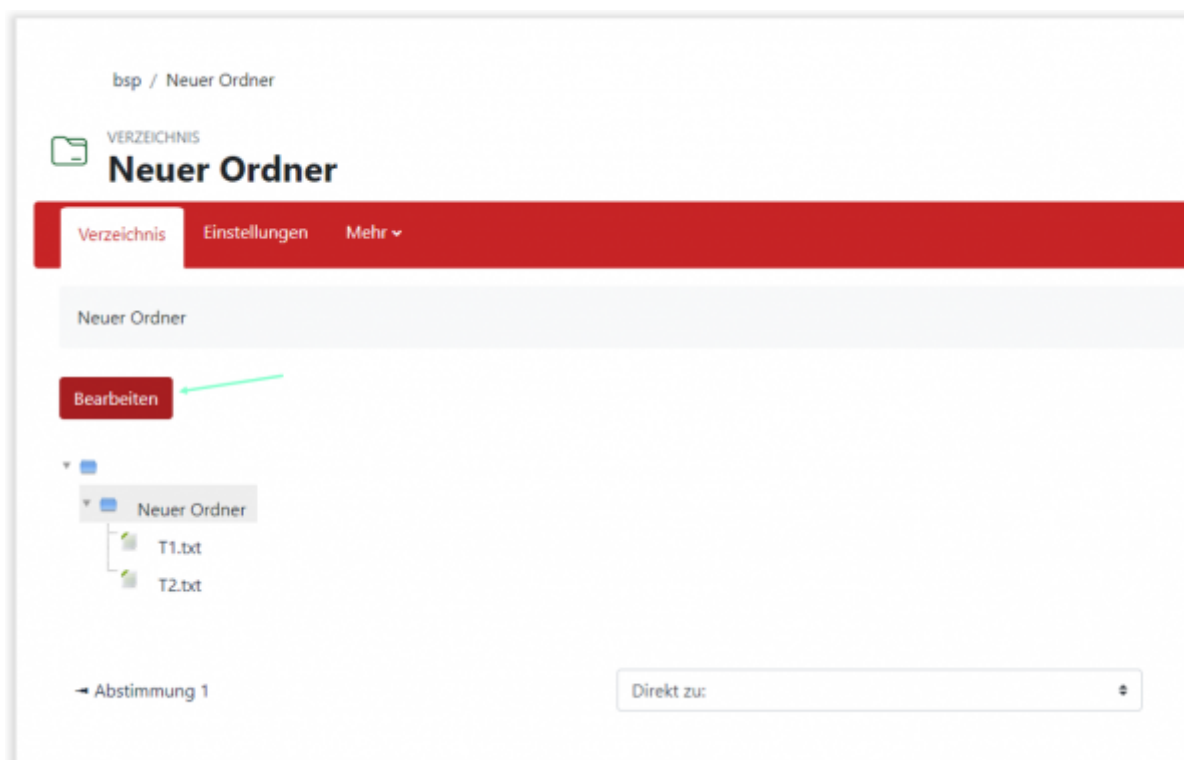 bsp / Neuer Ordner
VERZEICHNIS
Neuer Ordner
Verzeichnis Einstellungen Mehr
Neuer Ordner
Bearbeiten
Neuer Ordner
T1.txt
T2.txt
Abstimmung 1 Direkt zu: